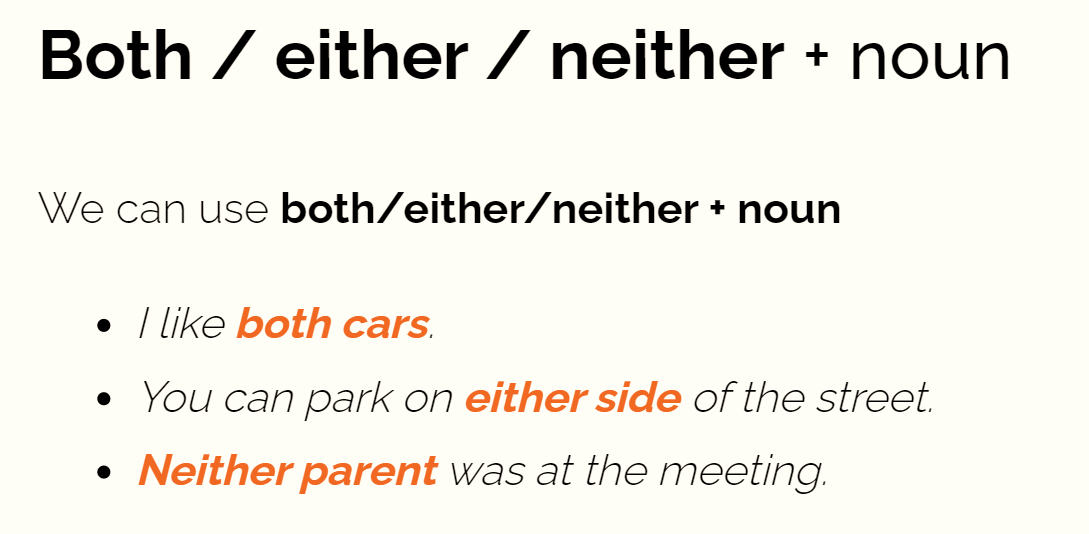 Both / either / neither + noun
We can use both/either/neither + noun
• I like both cars.
• You can park on either side of the street.
• Neither parent was at the meeting.